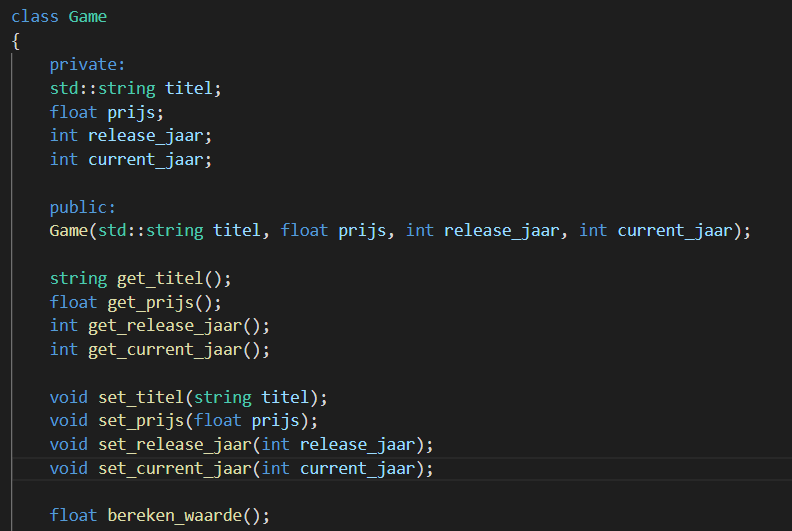 class Game
{
private:
std::string titel;
float prijs;
int release_jaar;
int current_jaar;
public:
Game(std::string titel, float prijs, int release_jaar, int current_jaar);
string get_titel();
float get_prijs();
int get_release_jaar();
int get_current_jaar();
void set_titel(string titel);
void set_prijs(float prijs);
void set_release_jaar(int release_jaar);
void set_current_jaar(int current_jaar);
float bereken_waarde();